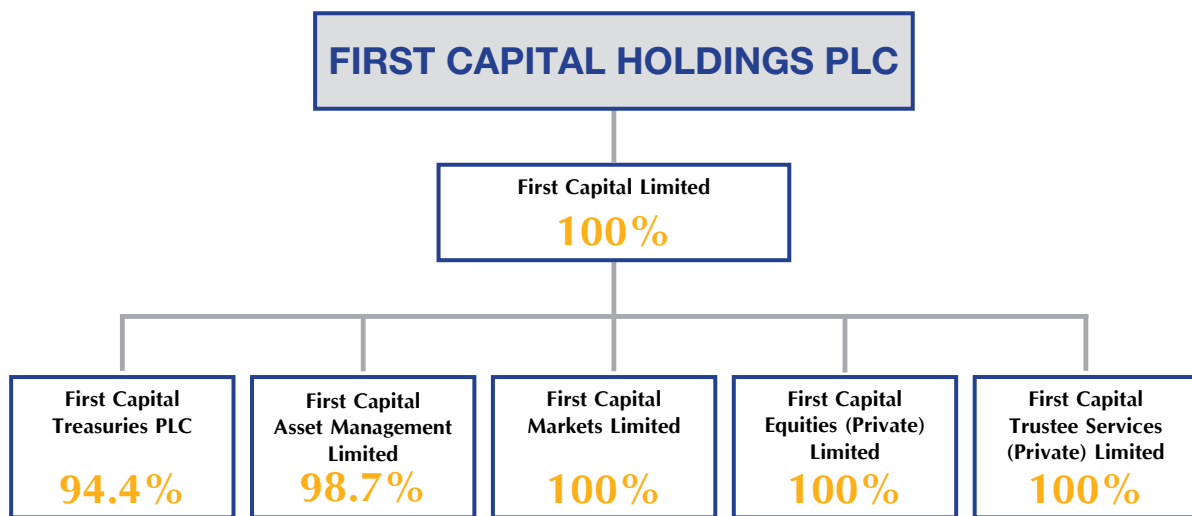 FIRST CAPITAL HOLDINGS PLC
First Capital Limited
100%
First Capital
Treasuries PLC
94.4%
First Capital
Asset Management
Limited
98.7%
First Capital
Markets Limited
100%
First Capital
Equities (Private)
Limited
100%
First Capital
Trustee Services
(Private) Limited
100%